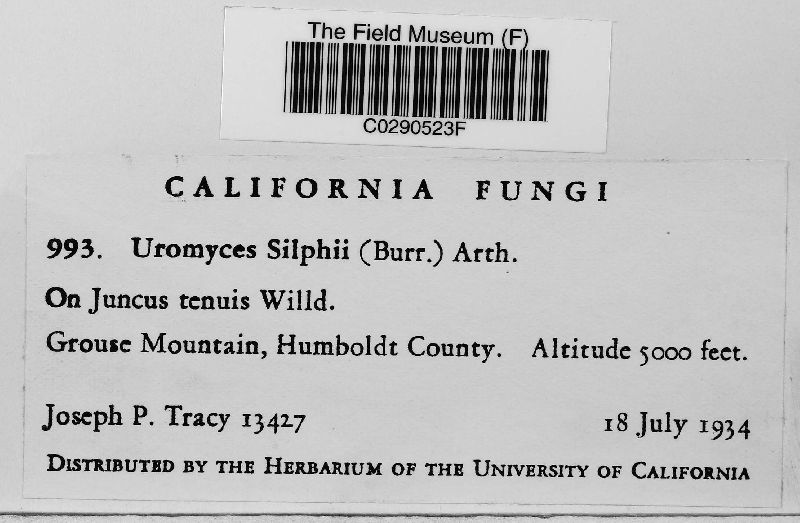 The Field Museum (F)
C0290523F
CALIFORNIA FUNGI
993. Uromyces Silphii (Burr.) Arth.
On Juncus tenuis Willd.
Grouse Mountain, Humboldt County. Altitude 5000 feet.
Joseph P. Tracy 13427 18 July 1934
DISTRIBUTED BY THE HERBARIUM OF THE UNIVERSITY OF CALIFORNIA